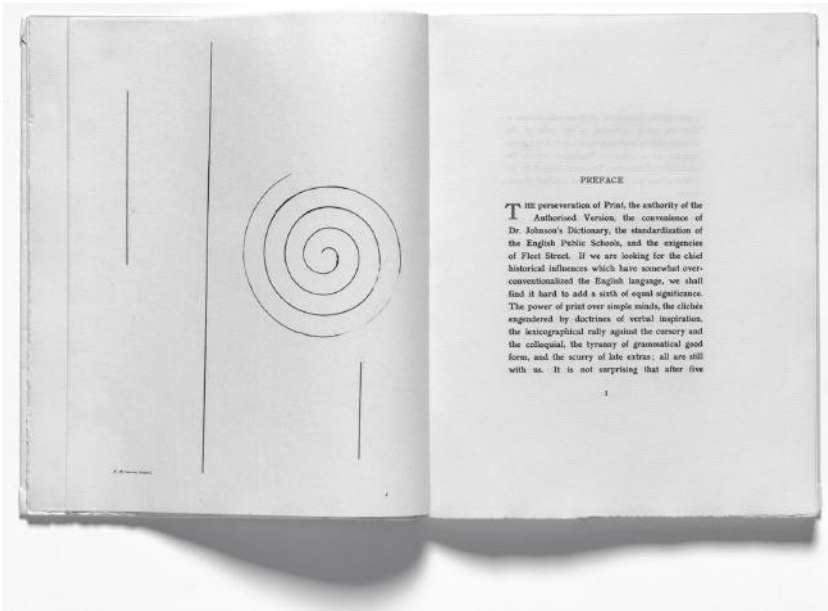 PREFACE
THE perseveration of Print, the authority of the
Authorised Version, the convenience of
Dr. Johnson's Dictionary, the standardization of
the English Public Schools, and the exigencies
of Fleet Street. If we are looking for the chief
historical influences which have somewhat over-
conventionalized the English language, we shall
find it hard to add a sixth of equal significance.
The power of print over simple minds, the clichés
engendered by doctrines of verbal inspiration,
the lexicographical rally against the cursory and
the colloquial, the tyranny of grammatical good
form, and the scurry of late extras; all are still
with us. It is not surprising that after five
I